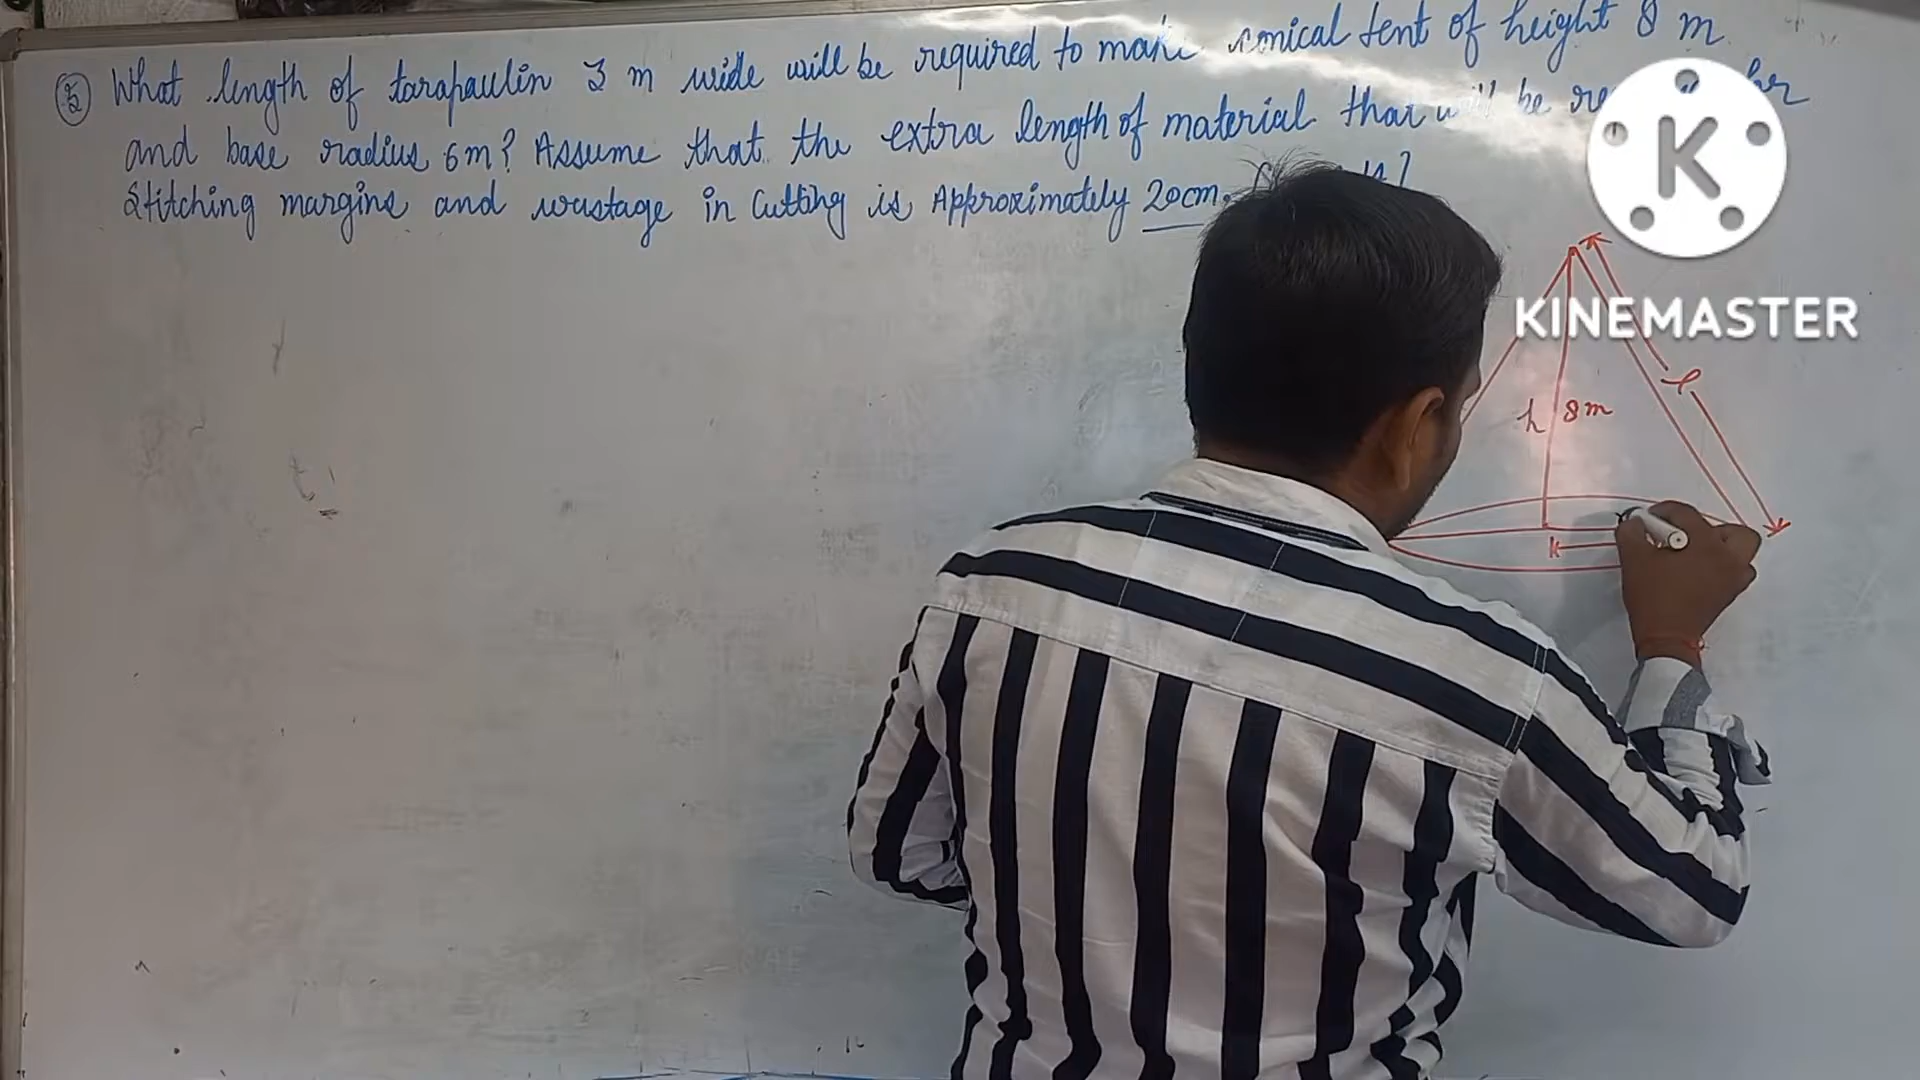 5 What length of tarapaulin 3 m wide will be required to make conical tent of height 8 m
and base radius 6m? Assume that the extra length of material that will be
Stitching margins and wastage in Cutting is Approximately 20cm.
K
KINEMASTER
h 8m
l